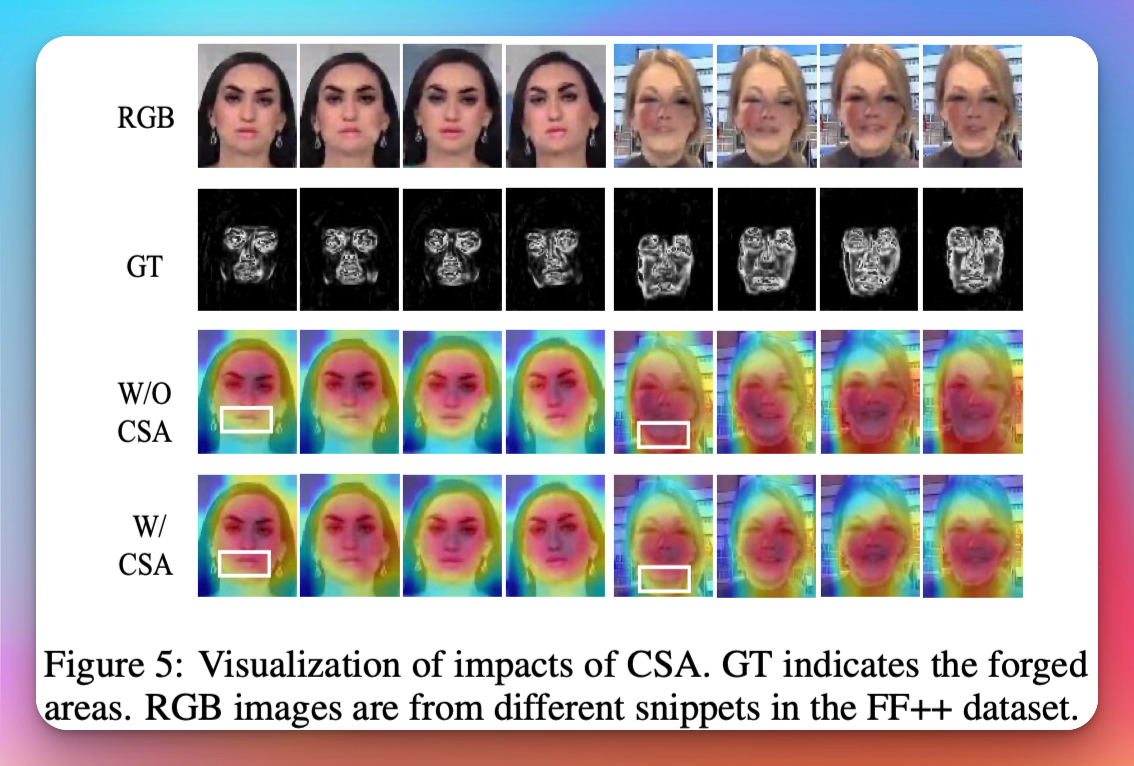 RGB
GT
W/O
CSA
W/
CSA
Figure 5: Visualization of impacts of CSA. GT indicates the forged
areas. RGB images are from different snippets in the FF++ dataset.